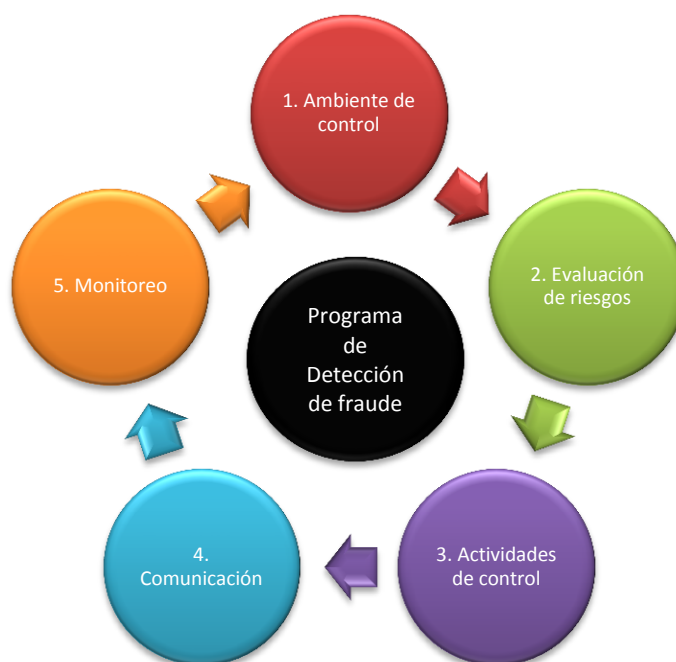 1. Ambiente de
control
2. Evaluación
de riesgos
3. Actividades
de control
4.
Comunicación
5. Monitoreo
Programa
de
Detección
de fraude